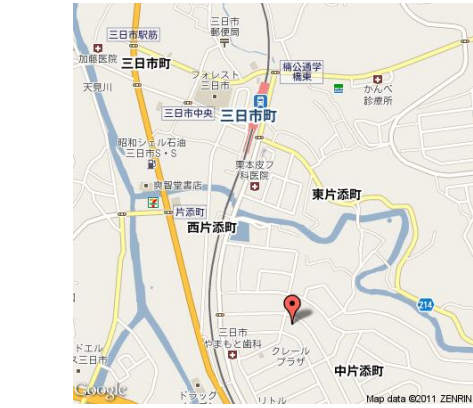 三日市
郵便局
三日市駅筋
加藤医院
三日市町
天見川
フォレスト
三日市
楠公通学
橋東
かんべ
診療所
三日市中央
三日市町
昭和シェル石油
三日市S・S
栗本皮フ
科医院
爽智堂書店
東片添町
片添町
西片添町
214
三日市
やまもと歯科
クレール
プラザ
ドエル
ス三日市
中片添町
Google
ドラッグ
リトル
Map data ©2011 ZENRIN